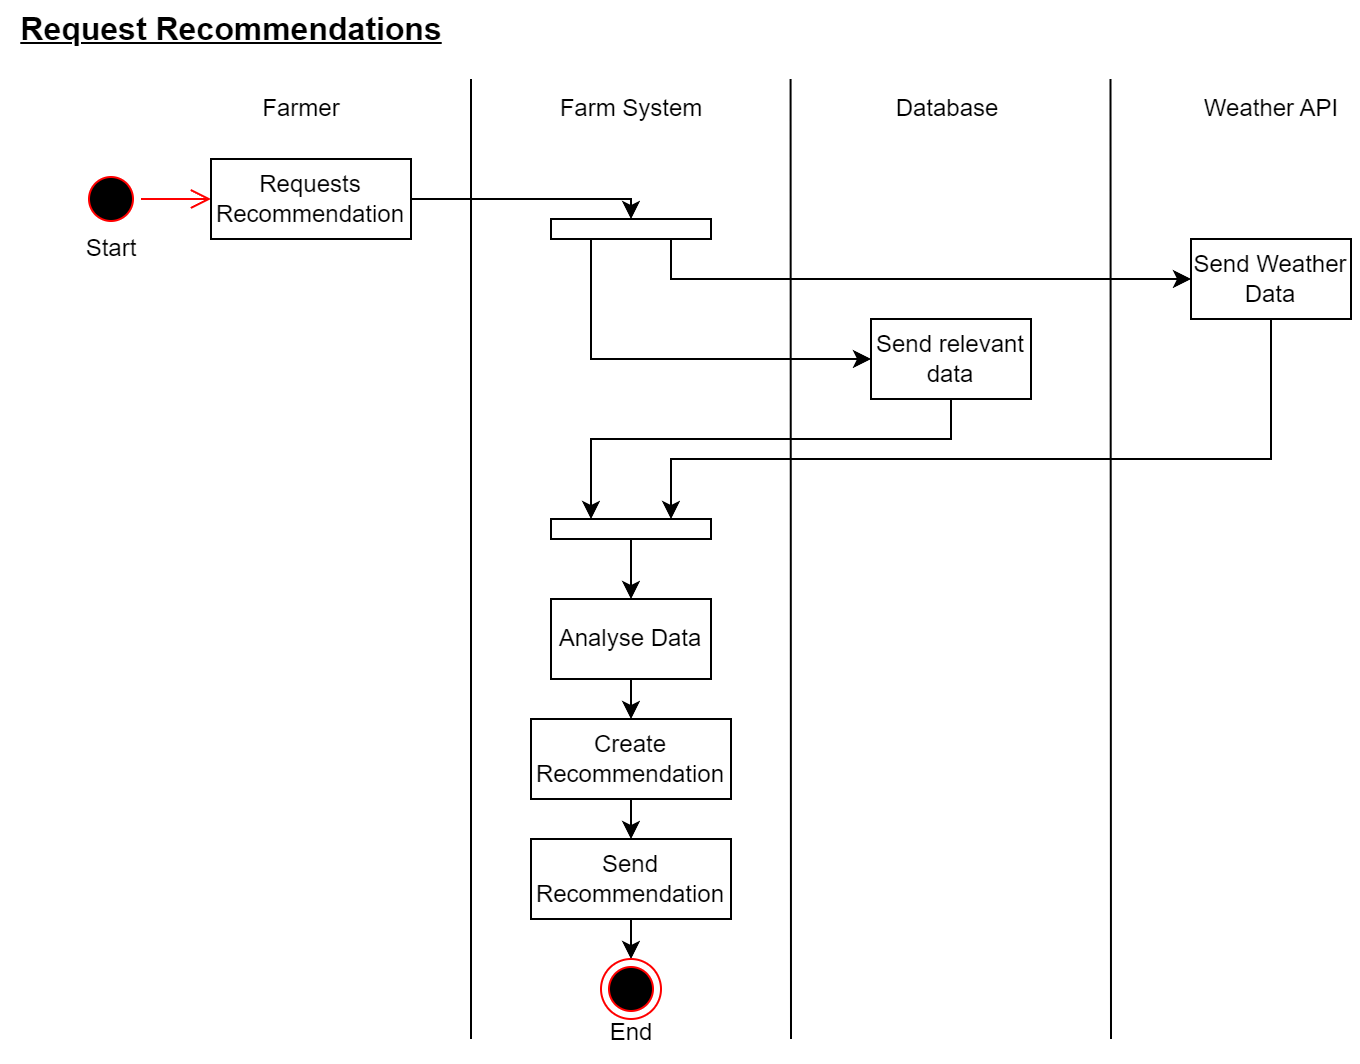 Request Recommendations
Farmer
Farm System
Database
Weather API
Requests
Recommendation
Start
Send Weather
Data
Send relevant
data
Analyse Data
Create
Recommendation
Send
Recommendation
End